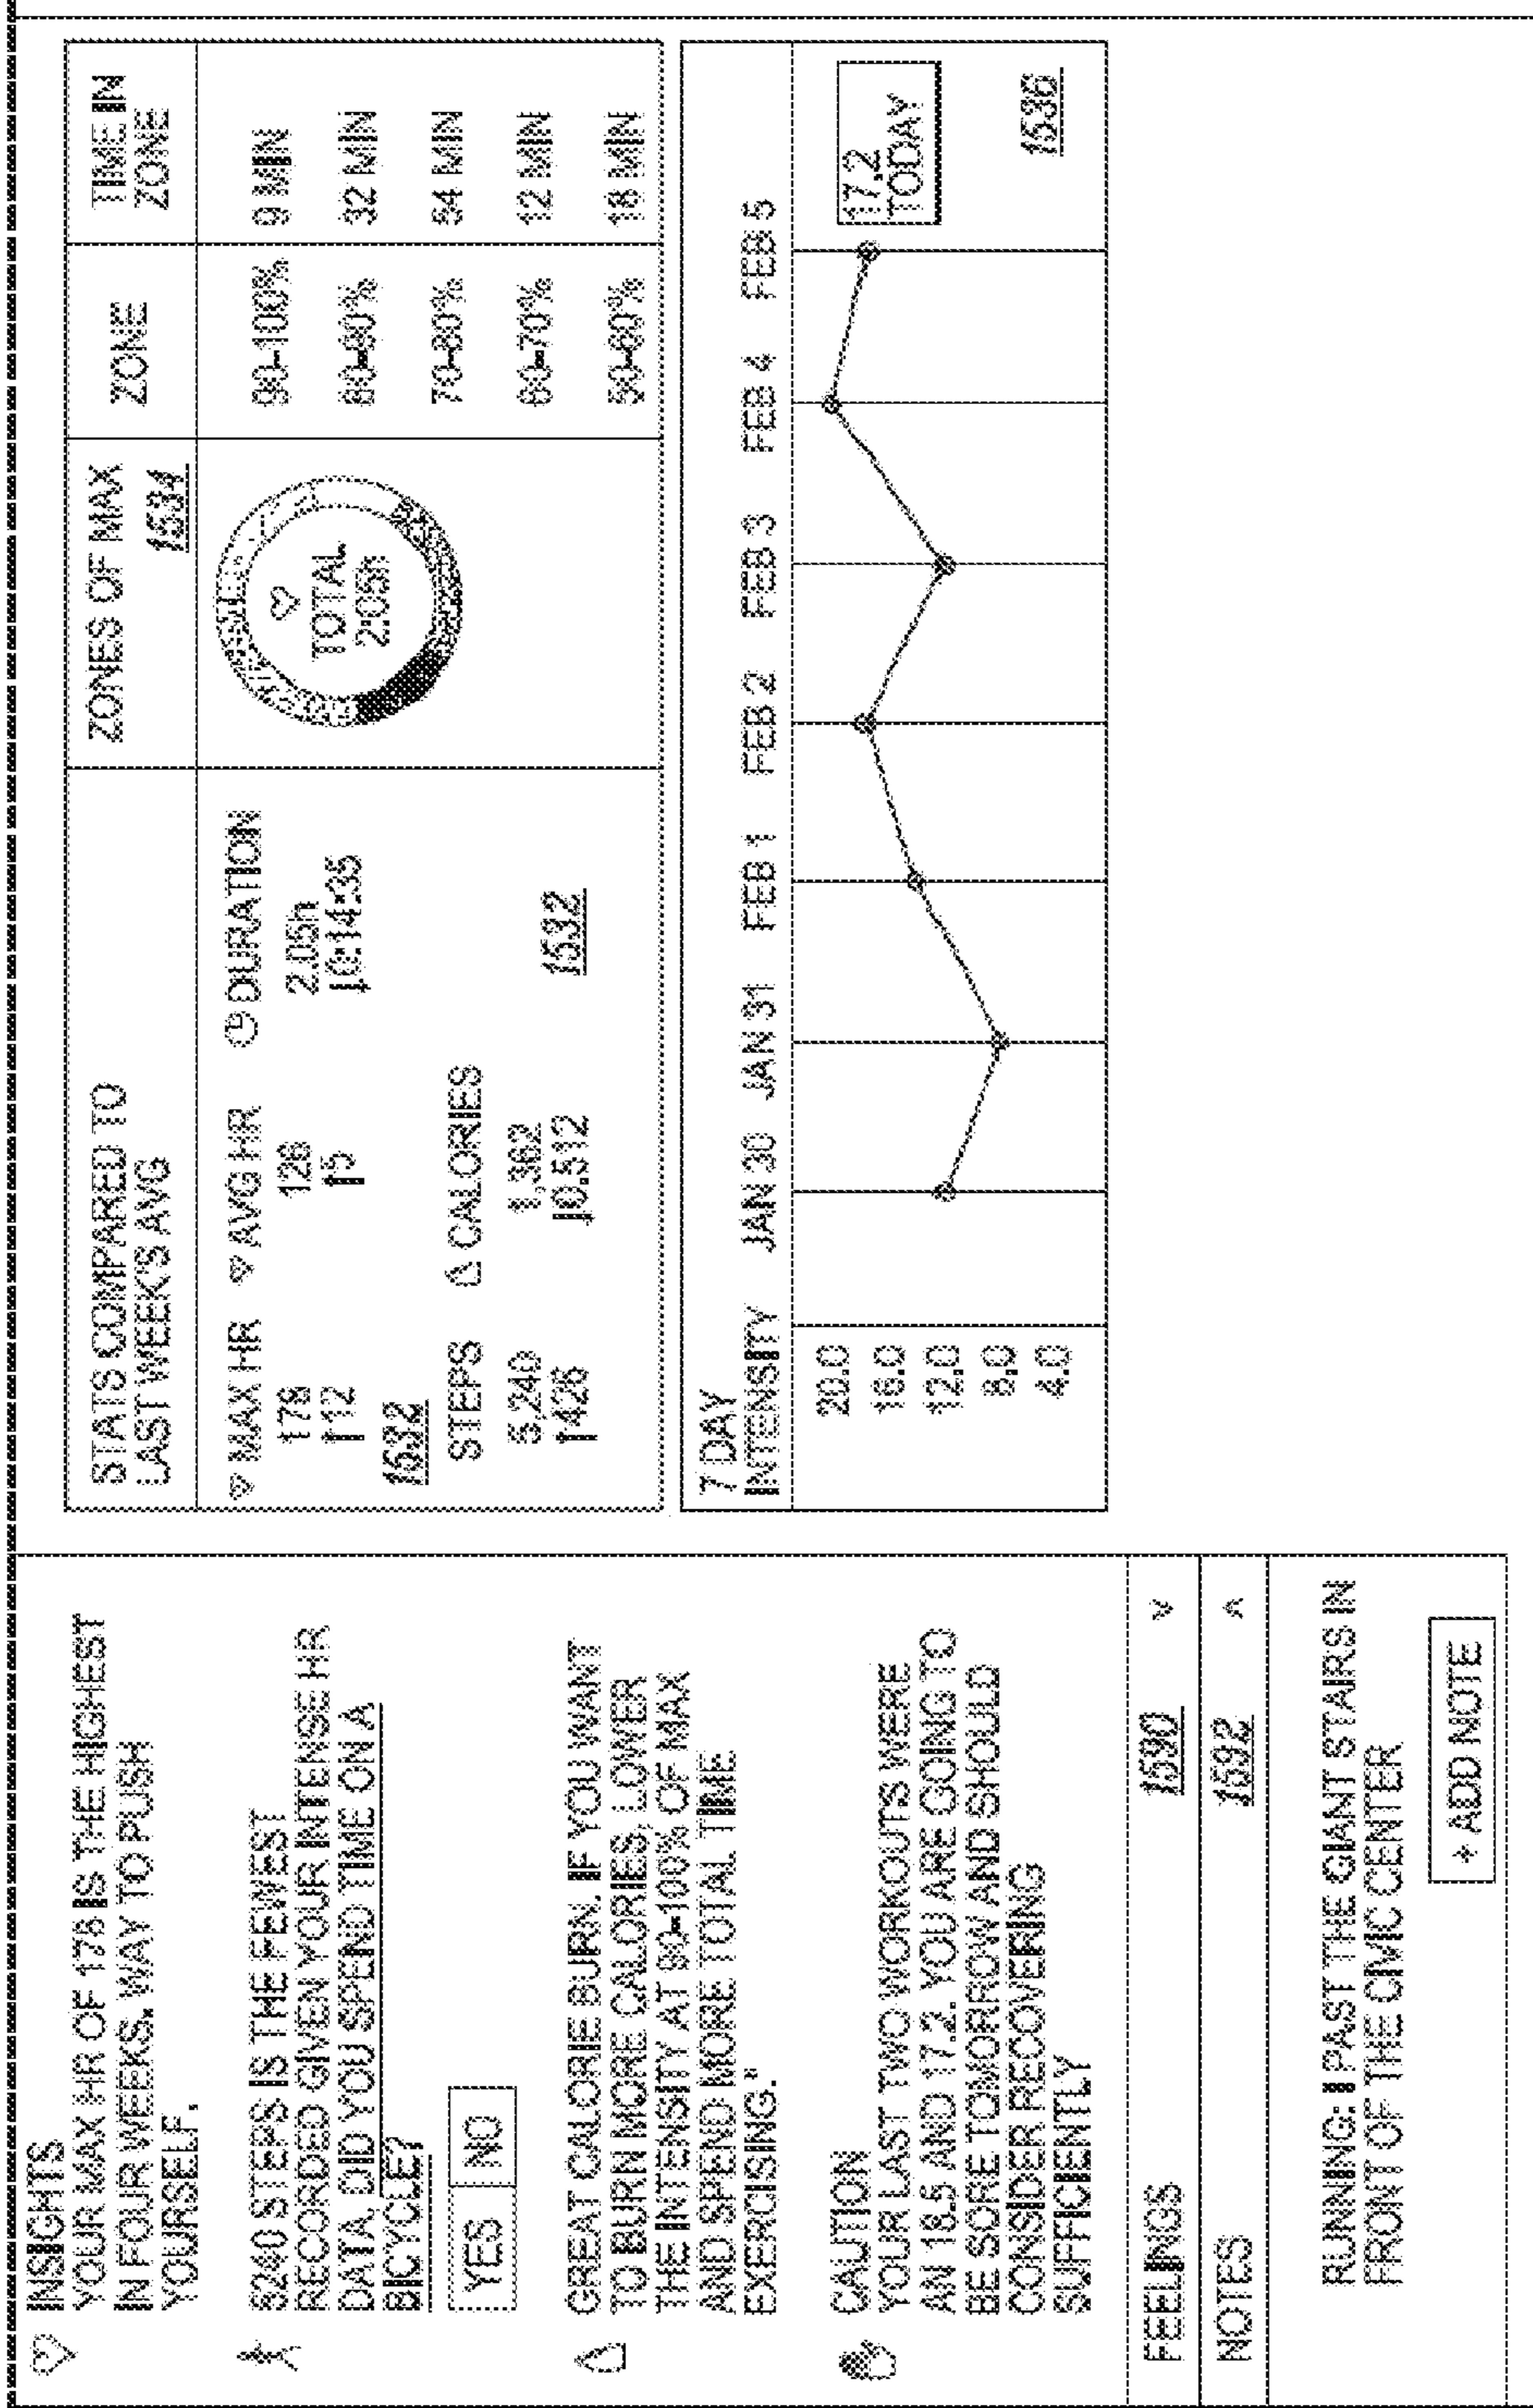 INSIGHTS
YOUR MAX HR OF 178 IS THE HIGHEST
IN FOUR WEEKS. WAY TO PUSH
YOURSELF.
5240 STEPS IS THE FEWEST
RECORDED GIVEN YOUR INTENSE HR
DATA, DID YOU SPEND TIME ON A
BICYCLE?
YES NO
GREAT CALORIE BURN. IF YOU WANT
TO BURN MORE CALORIES, LOWER
THE INTENSITY AT 90-100% OF MAX
AND SPEND MORE TOTAL TIME
EXERCISING."
CAUTION
YOUR LAST TWO WORKOUTS WERE
AN 18.5 AND 17.2. YOU ARE GOING TO
BE SORE TOMORROW AND SHOULD
CONSIDER RECOVERING
SUFFICIENTLY
FEELINGS 1590 v
NOTES 1592 ^
RUNNING: I PAST THE GIANT STAIRS IN
FRONT OF THE CIVIC CENTER
+ ADD NOTE
STATS COMPARED TO
LAST WEEK'S AVG
MAX HR AVG HR DURATION
178 126 2.05h
↑12 ↑5 ↓0:14:35
1532
STEPS CALORIES
5,240 1,362
↑426 ↓0.512
1532
ZONES OF MAX
1534
TOTAL
2:05h
ZONE TIME IN
ZONE
90-100% 9 MIN
80-90% 32 MIN
70-80% 54 MIN
60-70% 12 MIN
50-60% 18 MIN
7 DAY
INTENSITY JAN 30 JAN 31 FEB 1 FEB 2 FEB 3 FEB 4 FEB 5
20.0
16.0
12.0
8.0
4.0
17.2
TODAY
1536